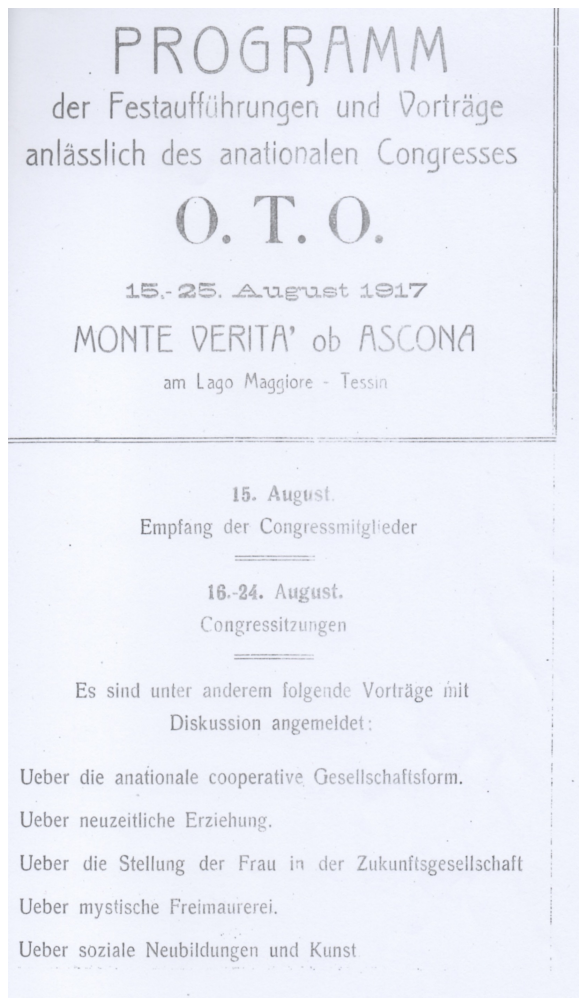 PROGRAMM
der Festaufführungen und Vorträge
anlässlich des anationalen Congresses
O. T. O.
15.-25. August 1917
MONTE VERITA' ob ASCONA
am Lago Maggiore - Tessin
15. August.
Empfang der Congressmitglieder
16.-24. August.
Congressitzungen
Es sind unter anderem folgende Vorträge mit
Diskussion angemeldet:
Ueber die anationale cooperative Gesellschaftsform.
Ueber neuzeitliche Erziehung.
Ueber die Stellung der Frau in der Zukunftsgesellschaft
Ueber mystische Freimaurerei.
Ueber soziale Neubildungen und Kunst